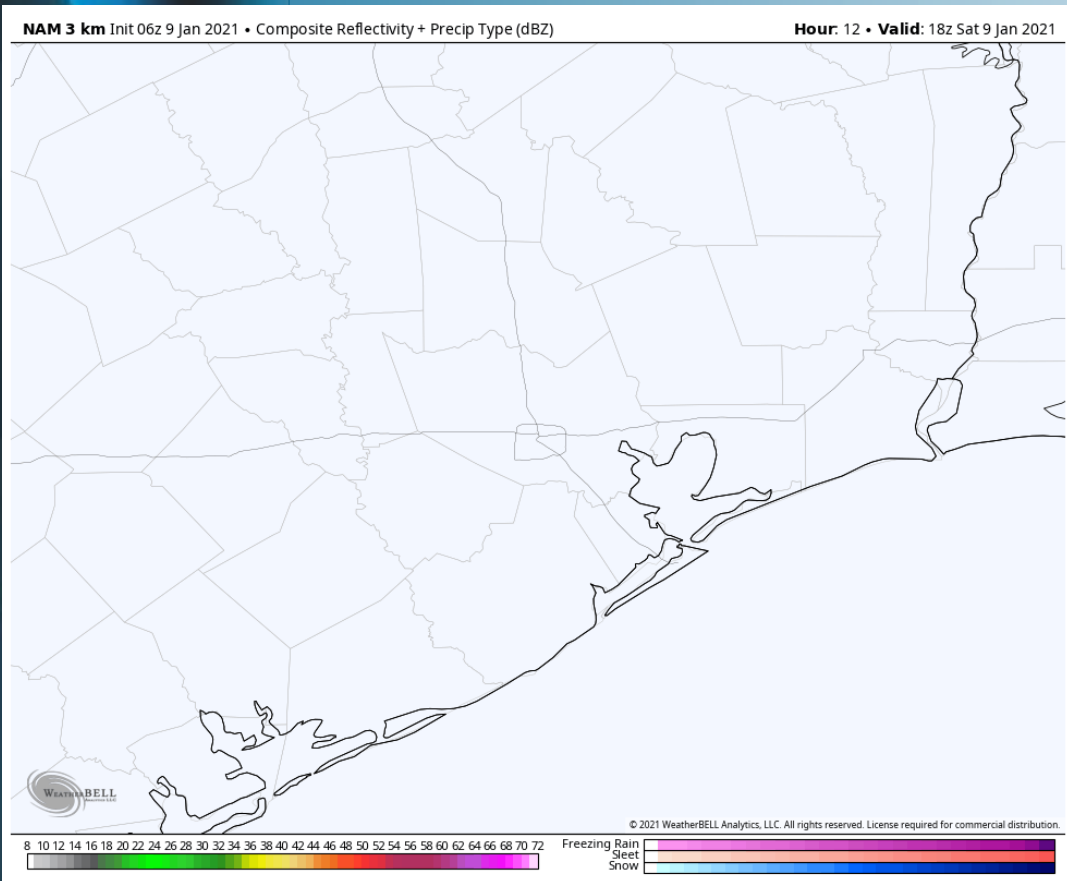 NAM 3 km Init 06z 9 Jan 2021 • Composite Reflectivity + Precip Type (dBZ) Hour: 12 • Valid: 18z Sat 9 Jan 2021
WEATHERBELL
ANALYTICS LLC
© 2021 WeatherBELL Analytics, LLC. All rights reserved. License required for commercial distribution.
8 10 12 14 16 18 20 22 24 26 28 30 32 34 36 38 40 42 44 46 48 50 52 54 56 58 60 62 64 66 68 70 72
Freezing Rain
Sleet
Snow